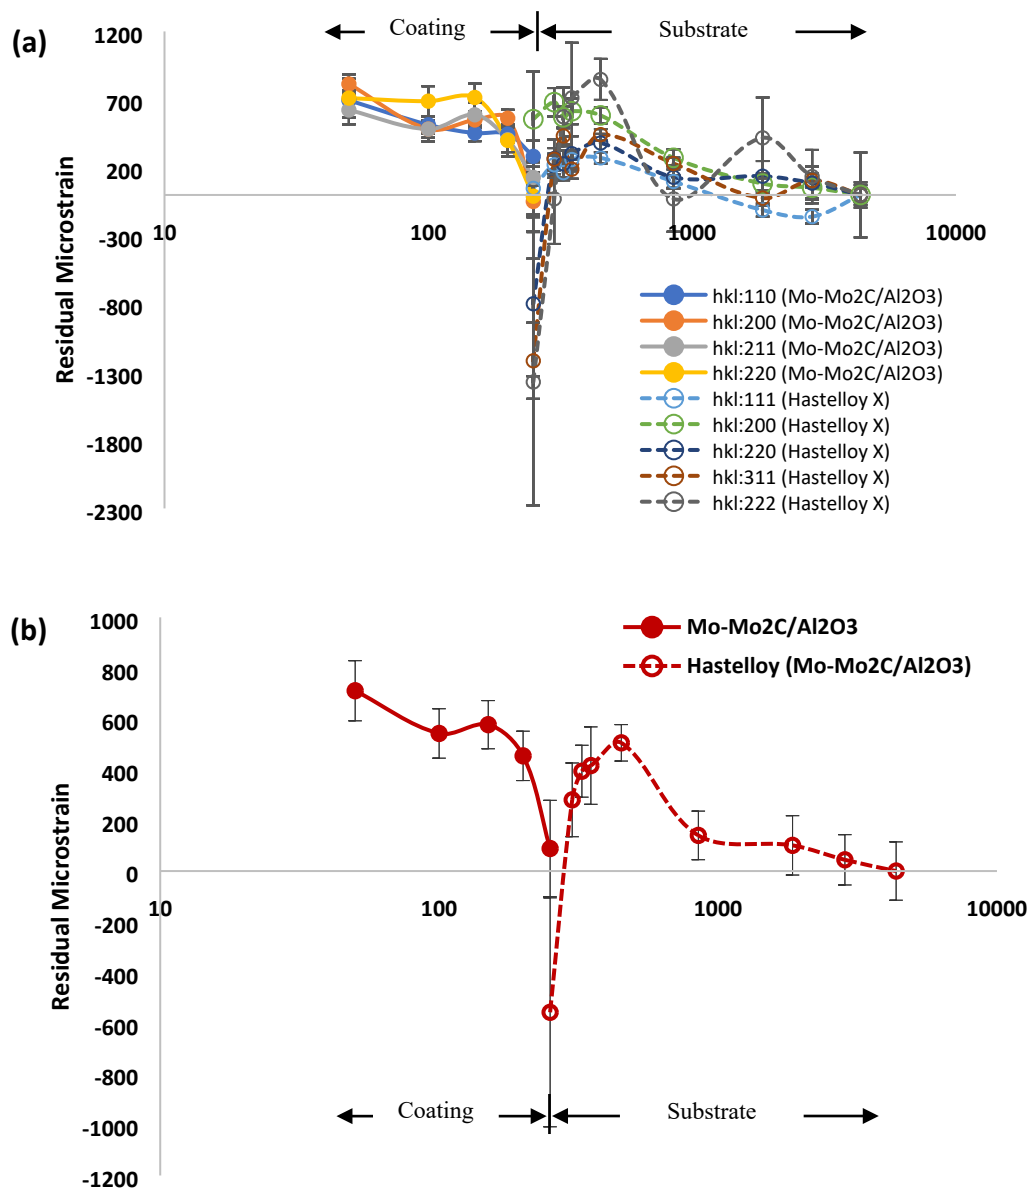 (a)
Coating
Substrate
Residual Microstrain
1200
700
200
-300
-800
-1300
-1800
-2300
10
100
1000
10000
hkl:110 (Mo-Mo2C/Al2O3)
hkl:200 (Mo-Mo2C/Al2O3)
hkl:211 (Mo-Mo2C/Al2O3)
hkl:220 (Mo-Mo2C/Al2O3)
hkl:111 (Hastelloy X)
hkl:200 (Hastelloy X)
hkl:220 (Hastelloy X)
hkl:311 (Hastelloy X)
hkl:222 (Hastelloy X)
(b)
Residual Microstrain
1000
800
600
400
200
0
-200
-400
-600
-800
-1000
-1200
10
100
1000
10000
Mo-Mo2C/Al2O3
Hastelloy (Mo-Mo2C/Al2O3)
Coating
Substrate